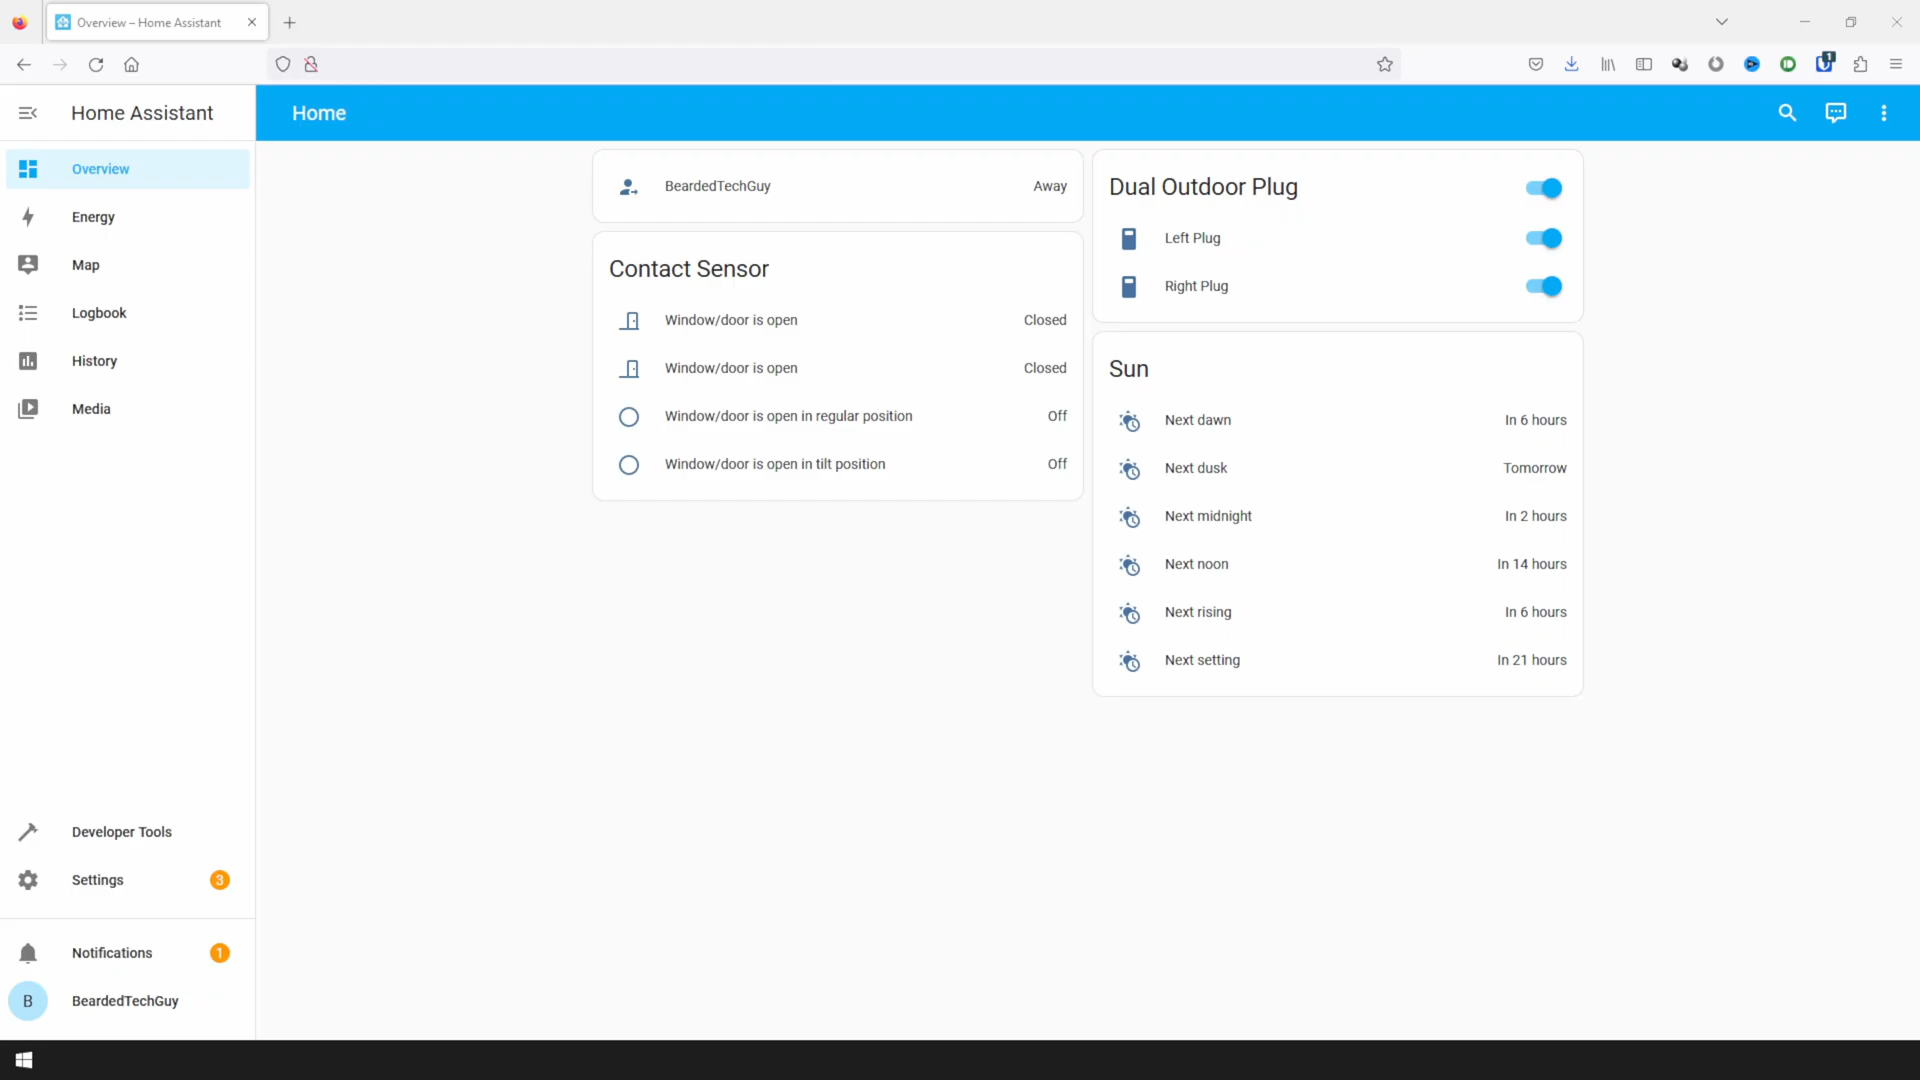 Overview – Home Assistant
1
Home Assistant
Home
Overview
Energy
Map
Logbook
History
Media
Developer Tools
Settings 3
Notifications 1
B BeardedTechGuy
BeardedTechGuy Away
Contact Sensor
Window/door is open Closed
Window/door is open Closed
Window/door is open in regular position Off
Window/door is open in tilt position Off
Dual Outdoor Plug
Left Plug
Right Plug
Sun
Next dawn In 6 hours
Next dusk Tomorrow
Next midnight In 2 hours
Next noon In 14 hours
Next rising In 6 hours
Next setting In 21 hours